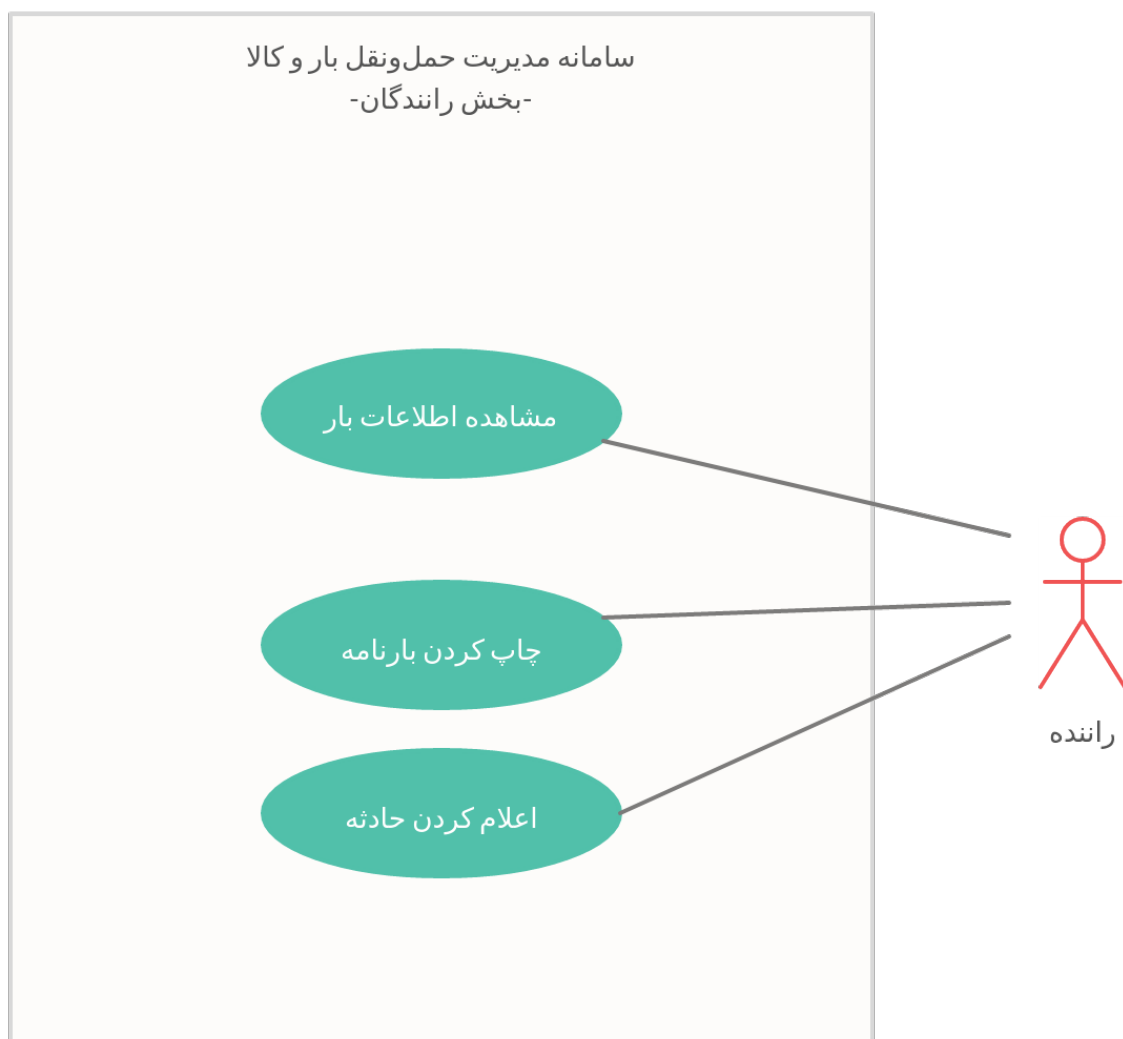 سامانه مدیریت حمل‌ونقل بار و کالا
-بخش رانندگان-
مشاهده اطلاعات بار
چاپ کردن بارنامه
راننده
اعلام کردن حادثه